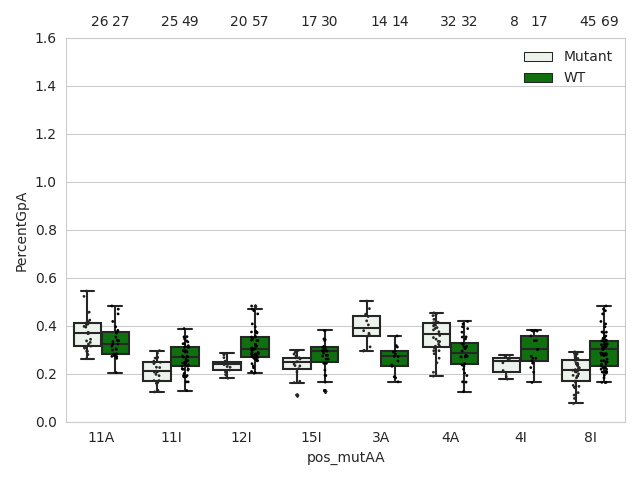 26 27 25 49 20 57 17 30 14 14 32 32 8 17 45 69
1.6
Mutant
WT
1.4
1.2
1.0
0.8
0.6
0.4
0.2
0.0
PercentGpA
11A 11I 12I 15I 3A 4A 4I 8I
pos_mutAA